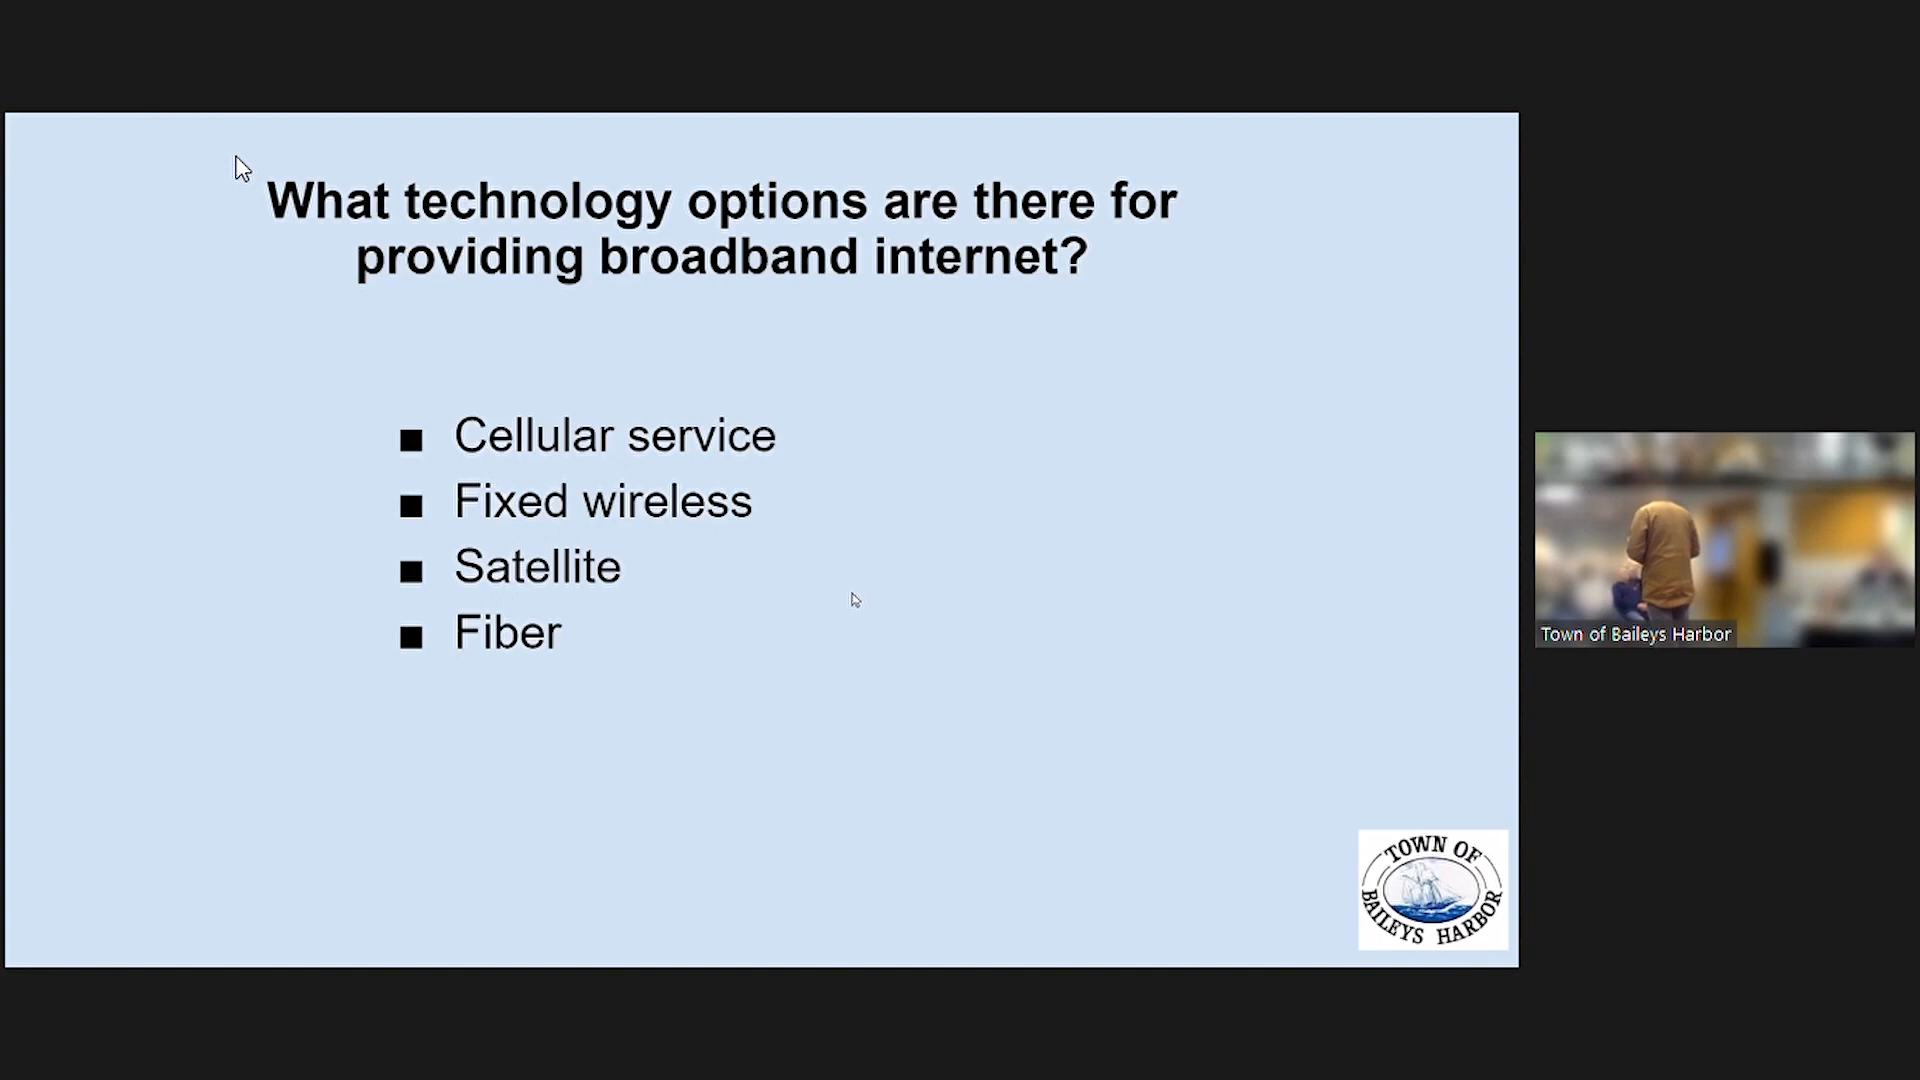 What technology options are there for
providing broadband internet?
■ Cellular service
■ Fixed wireless
■ Satellite
■ Fiber
TOWN OF
BAILEYS HARBOR
Town of Baileys Harbor